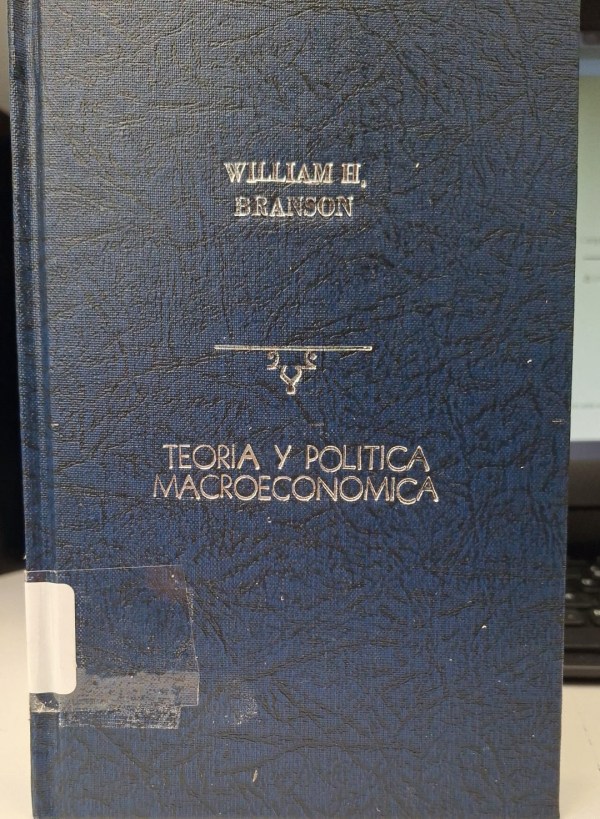 WILLIAM H.
BRANSON
TEORIA Y POLITICA
MACROECONOMICA